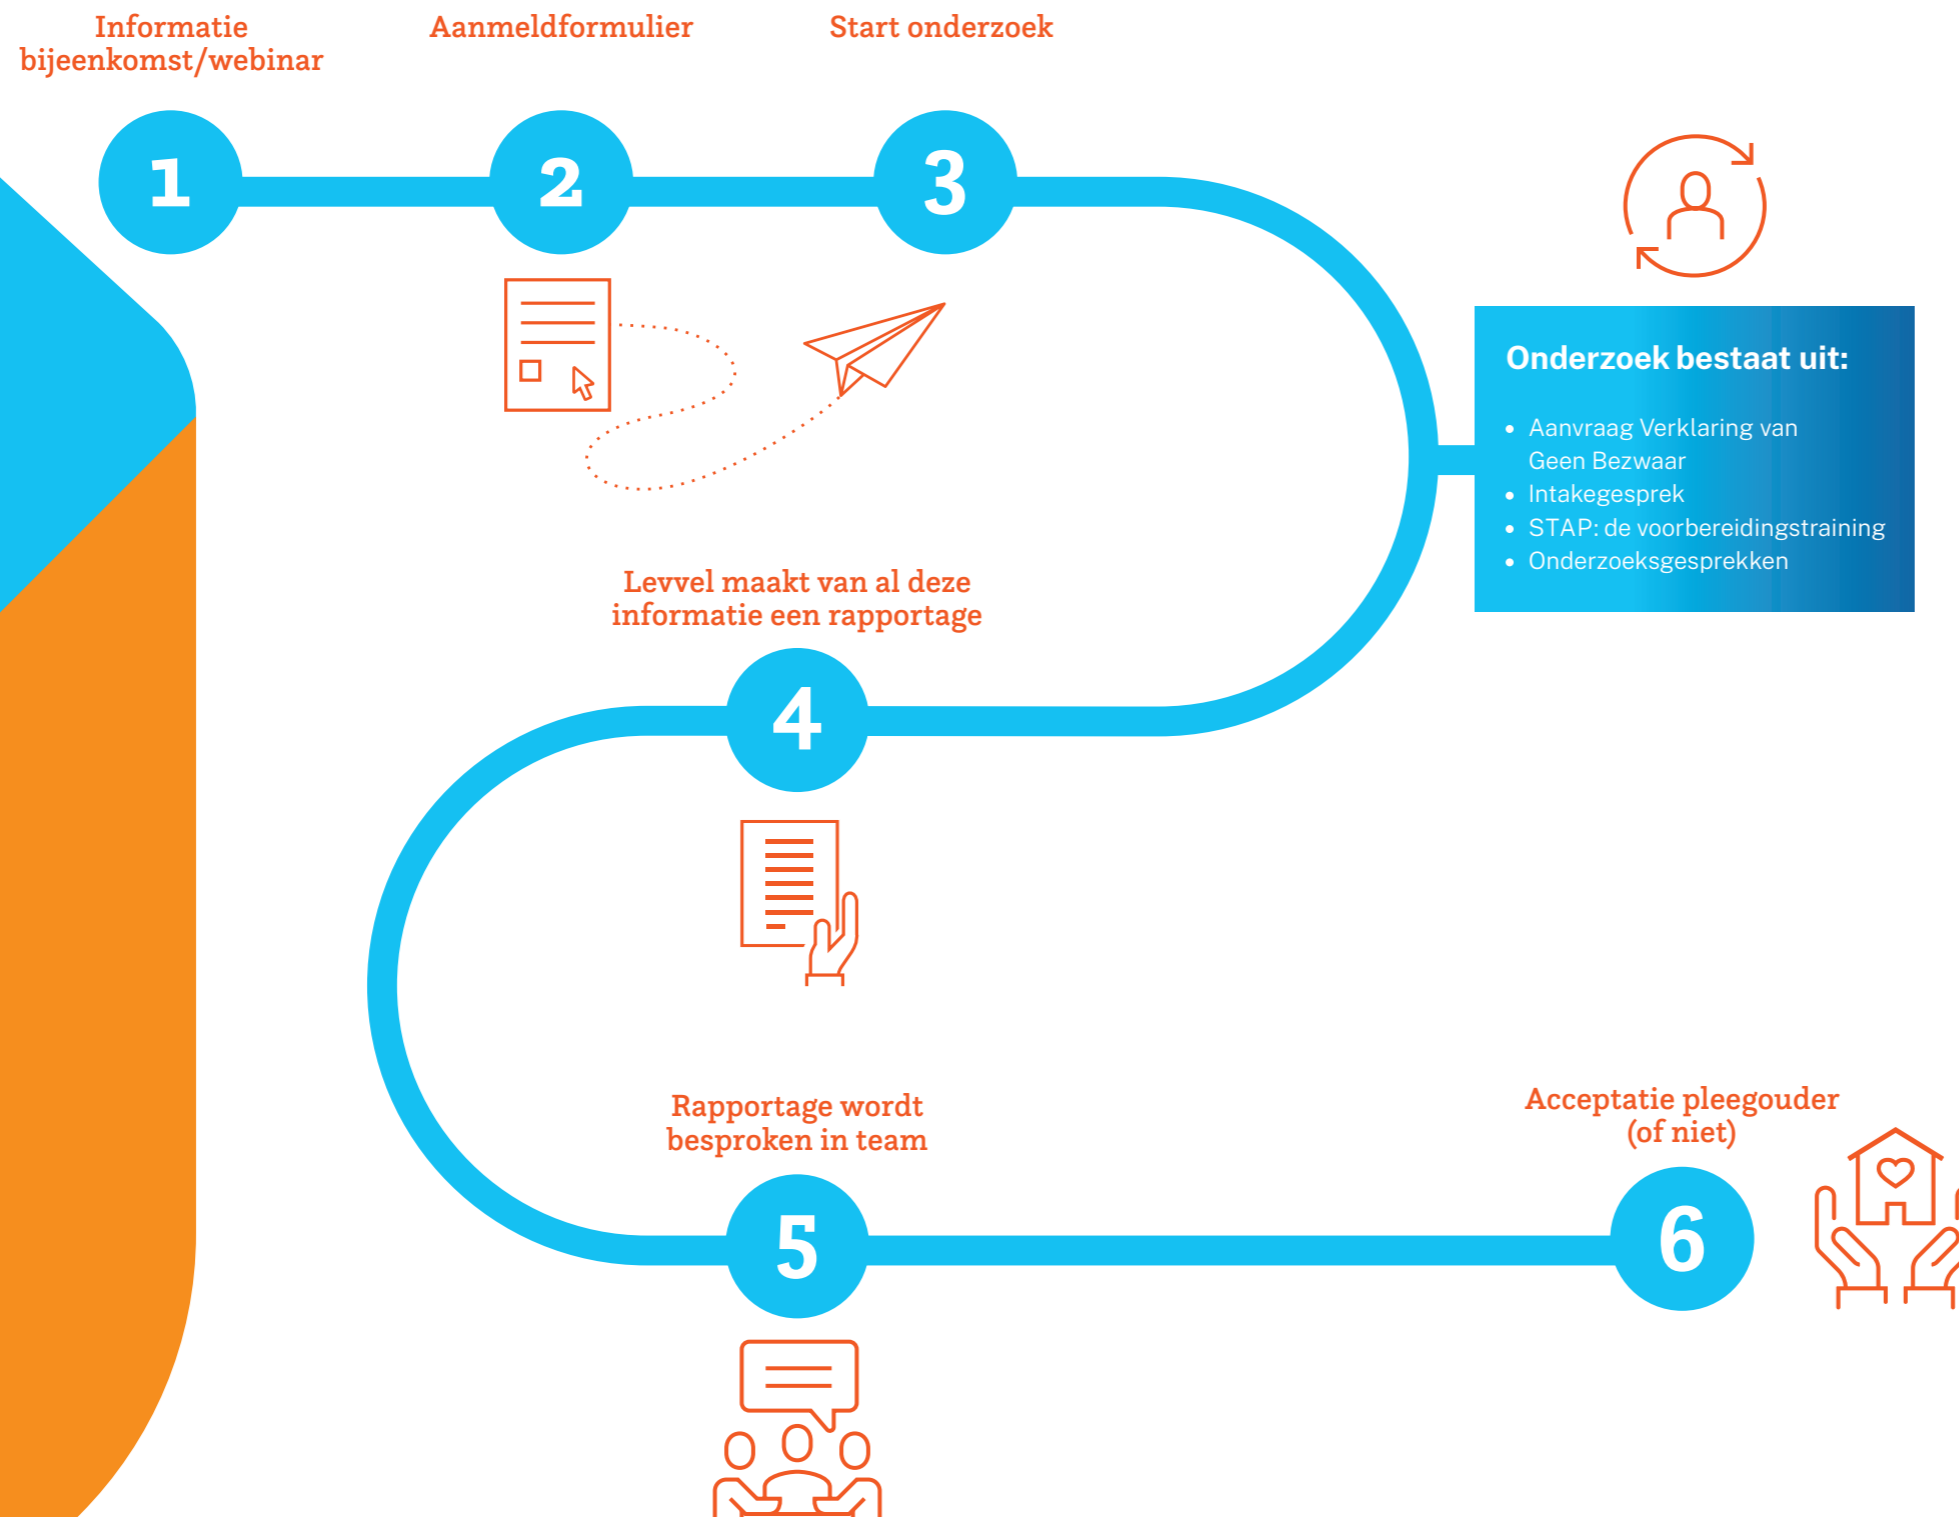 Informatie
bijeenkomst/webinar
Aanmeldformulier
Start onderzoek
1
2
3
Onderzoek bestaat uit:
• Aanvraag Verklaring van
Geen Bezwaar
• Intakegesprek
• STAP: de voorbereidingstraining
• Onderzoeksgesprekken
Levvel maakt van al deze
informatie een rapportage
4
Rapportage wordt
besproken in team
5
Acceptatie pleegouder
(of niet)
6